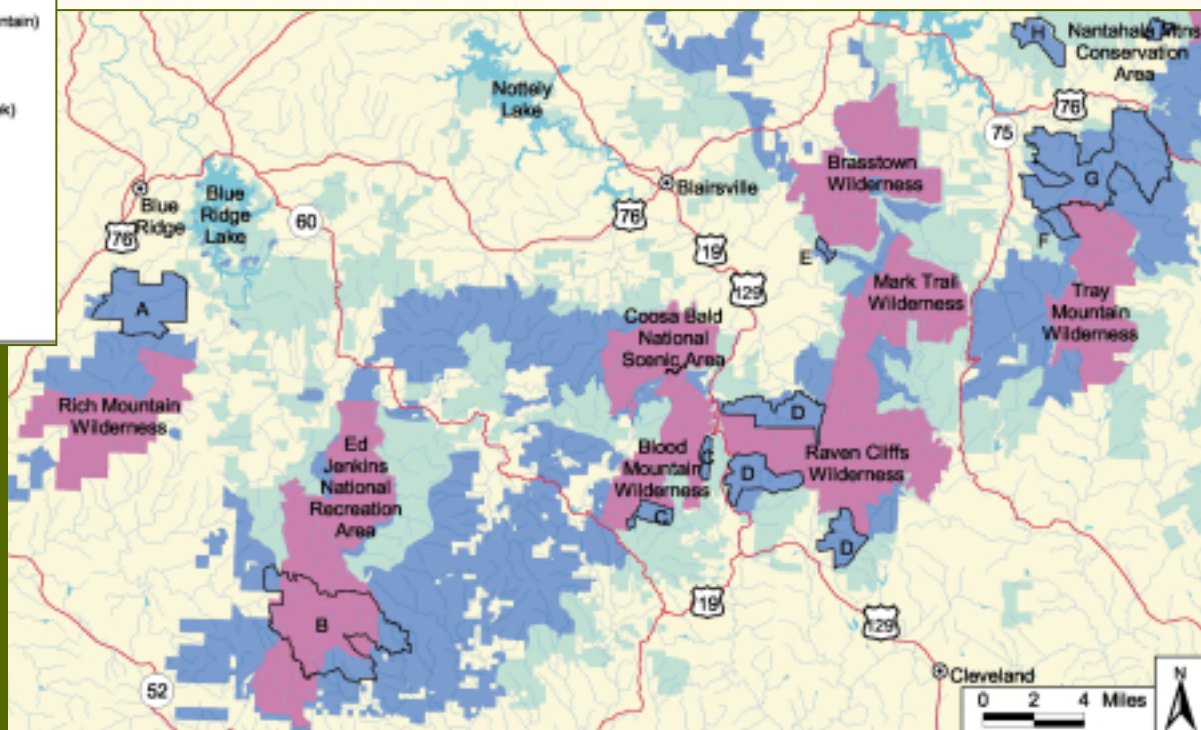 ntain)
k)
H
Nantahala Mtns
Conservation
Area
Nottely
Lake
76
75
Brasstown
Wilderness
Blairsville
Blue
Ridge
Blue
Ridge
Lake
60
76
76
G
F
19
E
129
Mark Trail
Wilderness
Tray
Mountain
Wilderness
A
Coosa Bald
National
Scenic Area
Rich Mountain
Wilderness
D
Ed
Jenkins
National
Recreation
Area
Blood
Mountain
Wilderness
C
Raven Cliffs
Wilderness
D
C
D
B
19
129
52
Cleveland
0 2 4 Miles
N